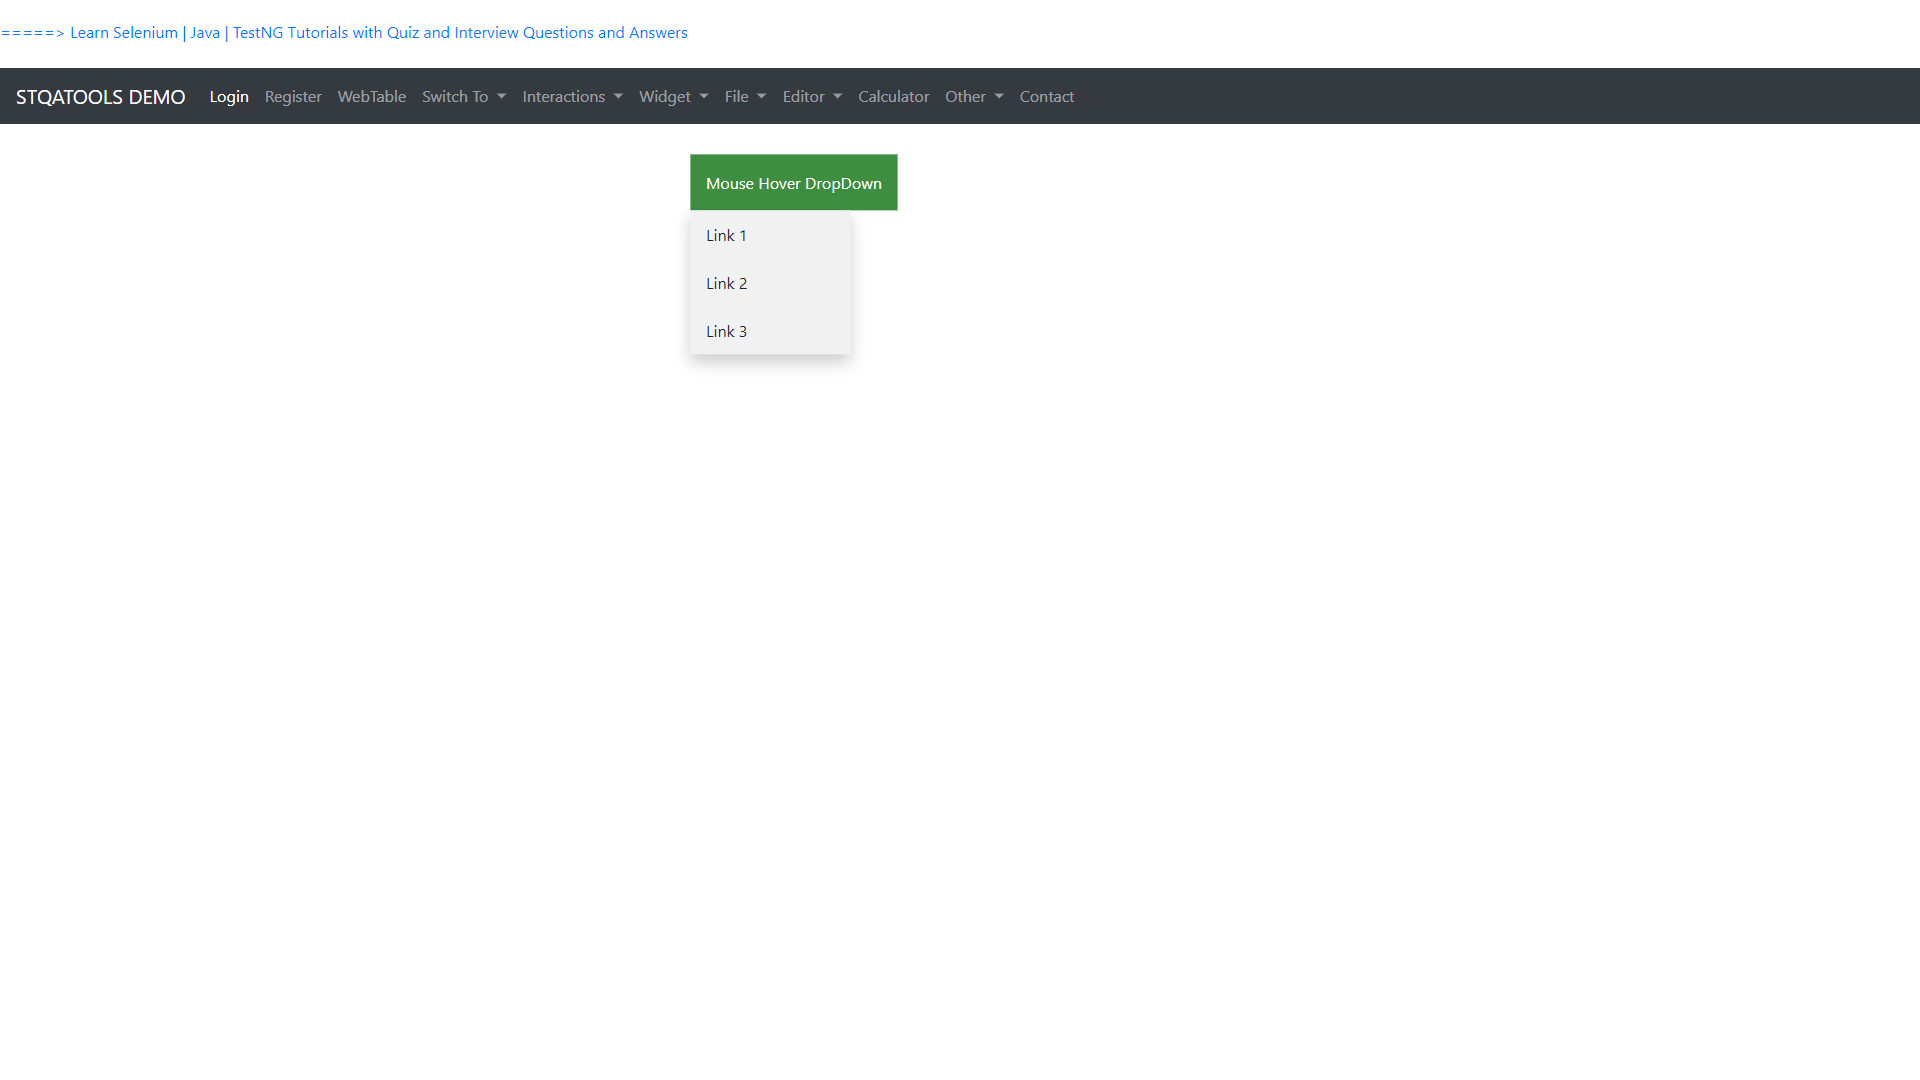 =====> Learn Selenium | Java | TestNG Tutorials with Quiz and Interview Questions and Answers
STQATOOLS DEMO Login Register WebTable Switch To Interactions Widget File Editor Calculator Other Contact
Mouse Hover DropDown
Link 1
Link 2
Link 3